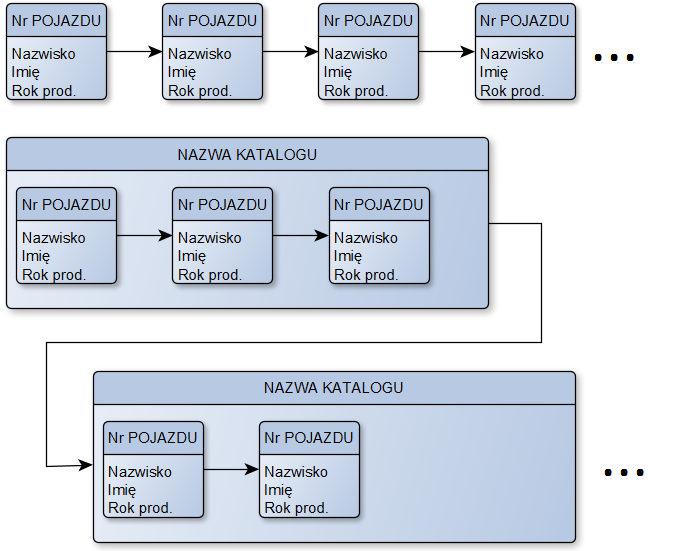 Nr POJAZDU
Nazwisko
Imię
Rok prod.
Nr POJAZDU
Nazwisko
Imię
Rok prod.
Nr POJAZDU
Nazwisko
Imię
Rok prod.
Nr POJAZDU
Nazwisko
Imię
Rok prod.
...
NAZWA KATALOGU
Nr POJAZDU
Nazwisko
Imię
Rok prod.
Nr POJAZDU
Nazwisko
Imię
Rok prod.
Nr POJAZDU
Nazwisko
Imię
Rok prod.
NAZWA KATALOGU
Nr POJAZDU
Nazwisko
Imię
Rok prod.
Nr POJAZDU
Nazwisko
Imię
Rok prod.
...